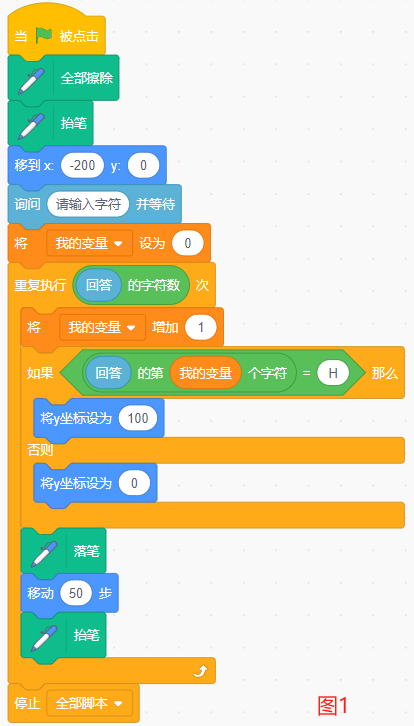 当 被点击
全部擦除
抬笔
移到 x: -200 y: 0
询问 请输入字符 并等待
将 我的变量 设为 0
重复执行 回答 的字符数 次
将 我的变量 增加 1
如果 回答 的第 我的变量 个字符 = H 那么
将y坐标设为 100
否则
将y坐标设为 0
落笔
移动 50 步
抬笔
停止 全部脚本
图1